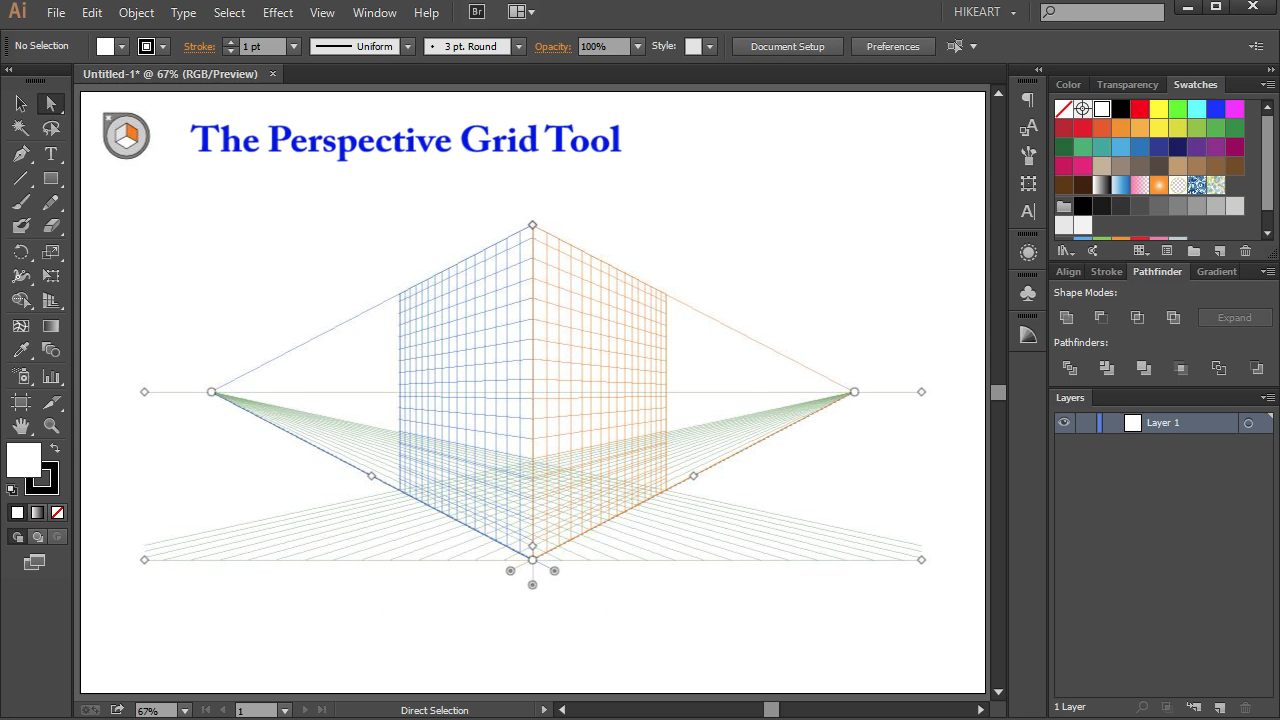 Ai File Edit Object Type Select Effect View Window Help Br HIKEART
No Selection Stroke: 1 pt Uniform 3 pt. Round Opacity: 100% Style: Document Setup Preferences
Untitled-1* @ 67% (RGB/Preview)
Color Transparency Swatches
The Perspective Grid Tool
Align Stroke Pathfinder Gradient
Shape Modes:
Expand
Pathfinders:
Layers
Layer 1
1 Layer
67% 1 Direct Selection